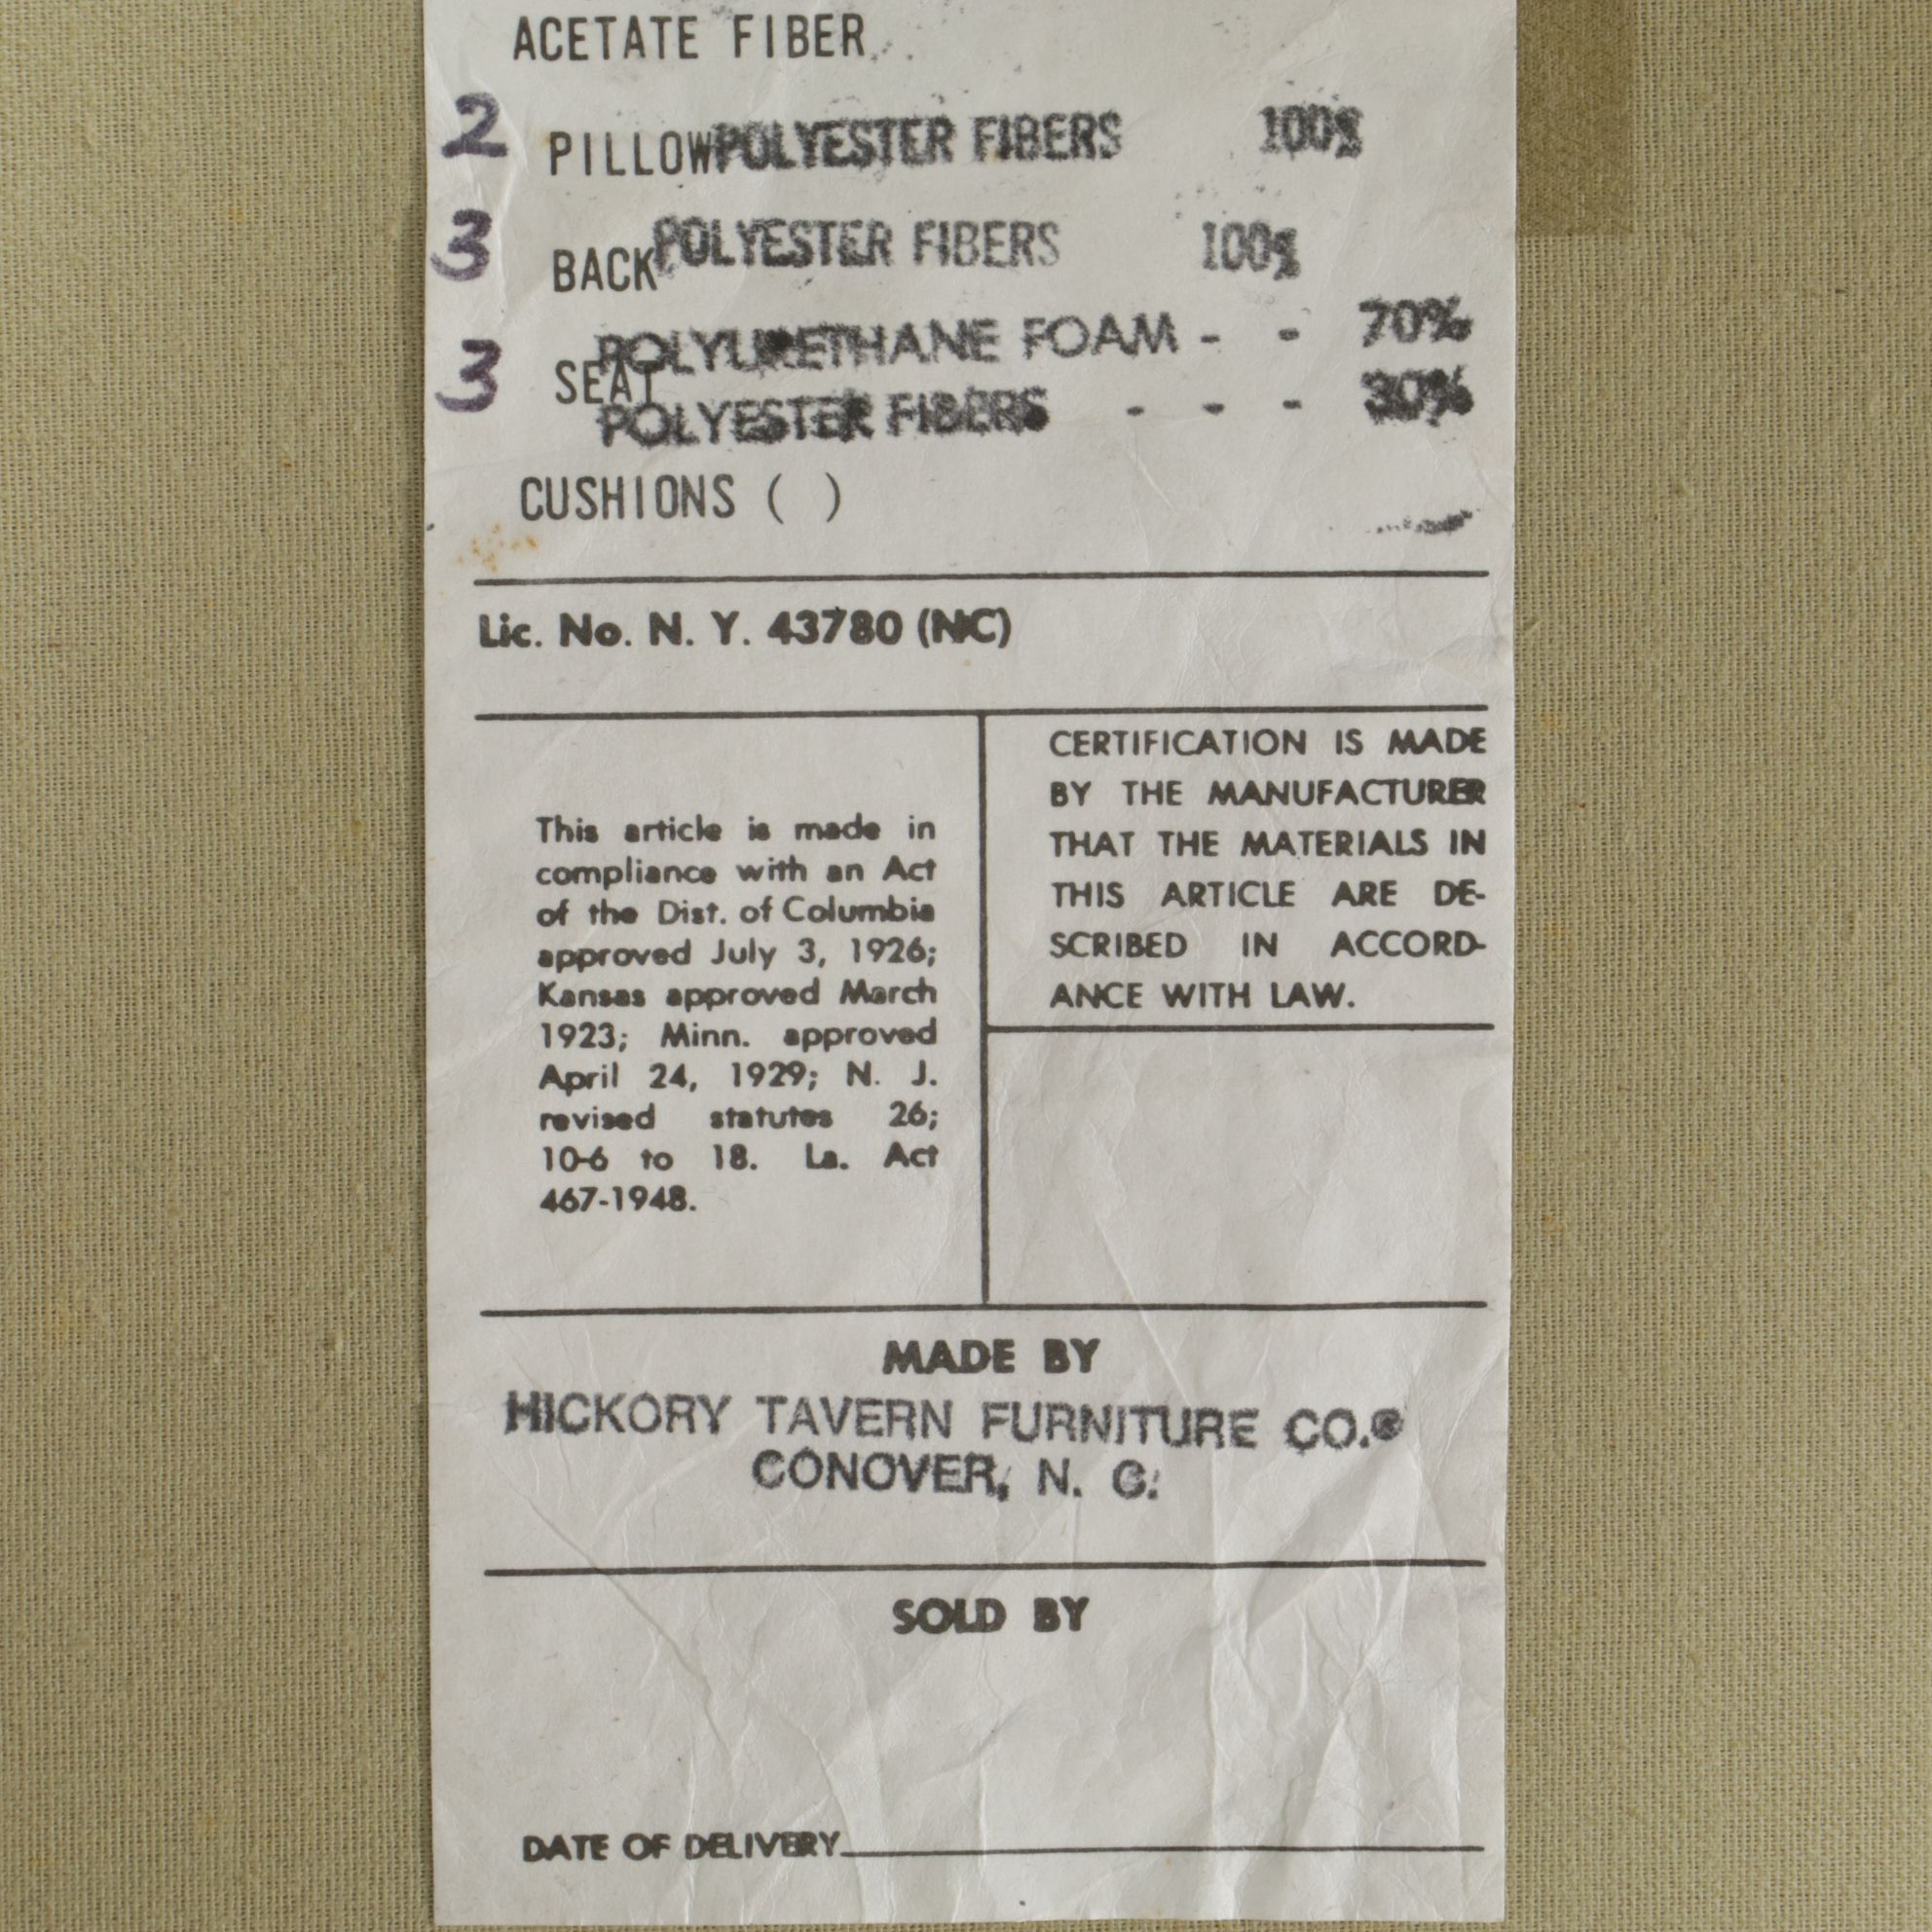 ACETATE FIBER
2 PILLOW POLYESTER FIBERS 100%
3 BACK POLYESTER FIBERS 100%
POLYURETHANE FOAM - - 70%
3 SEAT
POLYESTER FIBERS - - - 30%
CUSHIONS ( )
Lic. No. N. Y. 43780 (NC)
This article is made in
compliance with an Act
of the Dist. of Columbia
approved July 3, 1926;
Kansas approved March
1923; Minn. approved
April 24, 1929; N. J.
revised statutes 26;
10-6 to 18. La. Act
467-1948.
CERTIFICATION IS MADE
BY THE MANUFACTURER
THAT THE MATERIALS IN
THIS ARTICLE ARE DE-
SCRIBED IN ACCORD-
ANCE WITH LAW.
MADE BY
HICKORY TAVERN FURNITURE CO.®
CONOVER, N. C.
SOLD BY
DATE OF DELIVERY